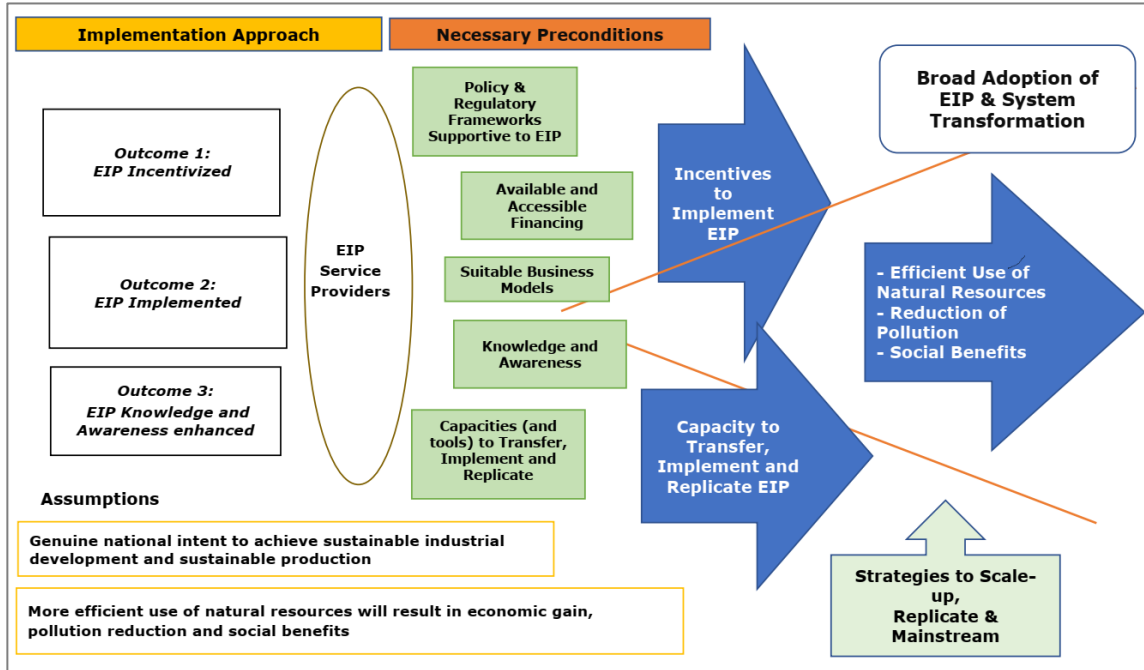 Implementation Approach
Necessary Preconditions
Outcome 1:
EIP Incentivized
Outcome 2:
EIP Implemented
Outcome 3:
EIP Knowledge and
Awareness enhanced
EIP
Service
Providers
Policy &
Regulatory
Frameworks
Supportive to EIP
Available and
Accessible
Financing
Suitable Business
Models
Knowledge and
Awareness
Capacities (and
tools) to Transfer,
Implement and
Replicate
Incentives
to
Implement
EIP
Capacity to
Transfer,
Implement and
Replicate EIP
Broad Adoption of
EIP & System
Transformation
- Efficient Use of
Natural Resources
- Reduction of
Pollution
- Social Benefits
Strategies to Scale-
up,
Replicate &
Mainstream
Assumptions
Genuine national intent to achieve sustainable industrial
development and sustainable production
More efficient use of natural resources will result in economic gain,
pollution reduction and social benefits